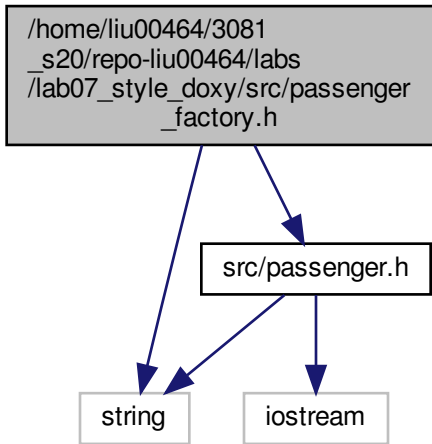 /home/liu00464/3081
_s20/repo-liu00464/labs
/lab07_style_doxy/src/passenger
_factory.h
src/passenger.h
string
iostream